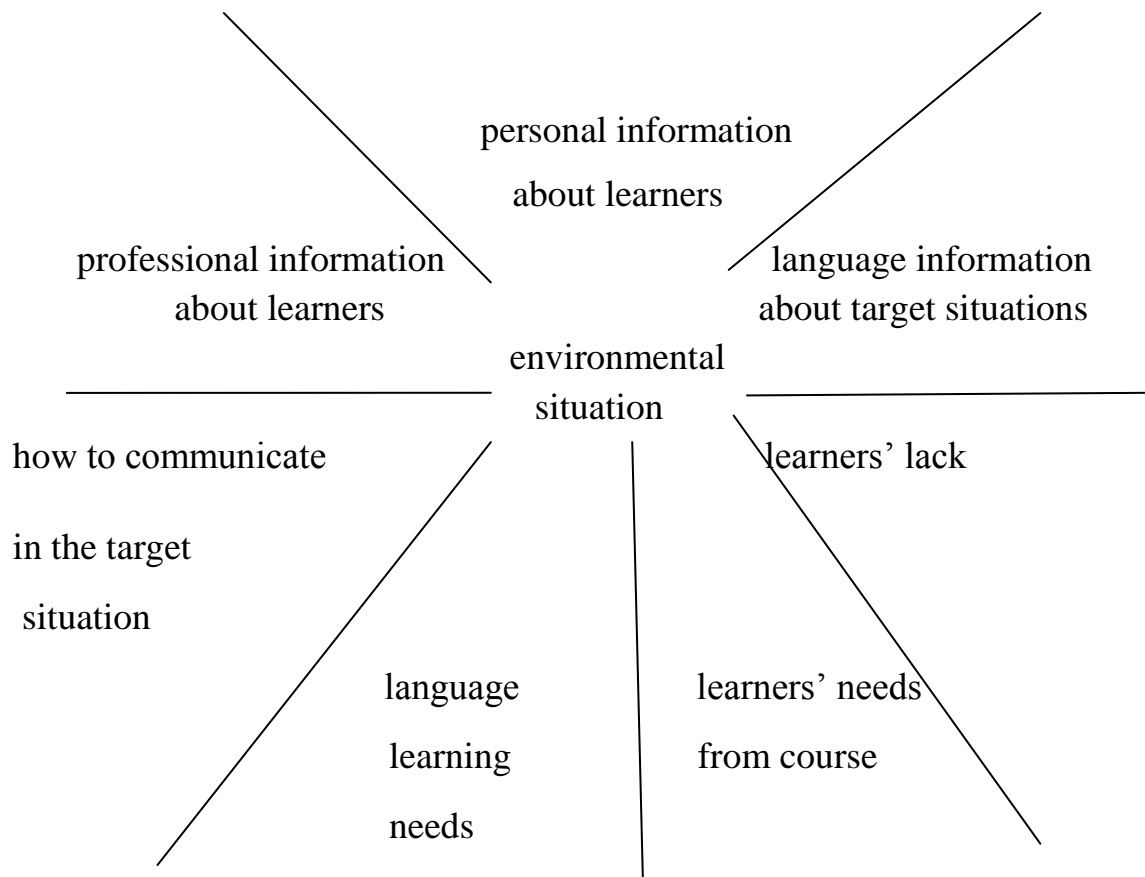 personal information
about learners
professional information
about learners
language information
about target situations
environmental
situation
how to communicate
in the target
situation
learners’ lack
language
learning
needs
learners’ needs
from course